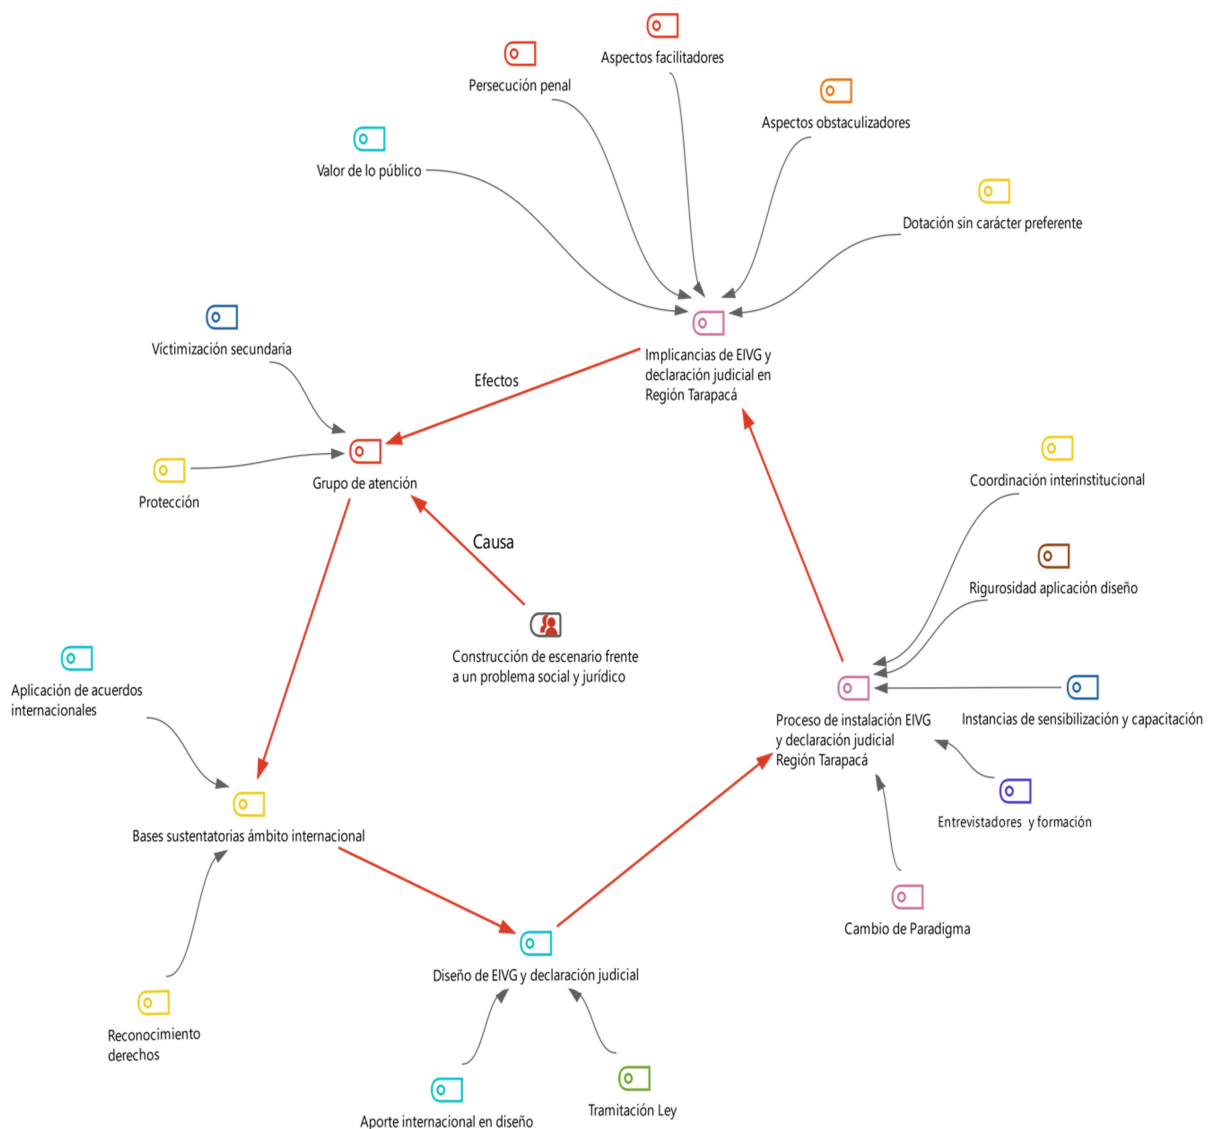 Aspectos facilitadores
Persecución penal
Aspectos obstaculizadores
Valor de lo público
Dotación sin carácter preferente
Víctimización secundaria
Implicancias de EIVG y
declaración judicial en
Región Tarapacá
Efectos
Grupo de atención
Protección
Coordinación interinstitucional
Causa
Rigurosidad aplicación diseño
Construcción de escenario frente
a un problema social y jurídico
Aplicación de acuerdos
internacionales
Proceso de instalación EIVG
y declaración judicial
Región Tarapacá
Instancias de sensibilización y capacitación
Entrevistadores y formación
Bases sustentatorias ámbito internacional
Cambio de Paradigma
Diseño de EIVG y declaración judicial
Reconocimiento
derechos
Tramitación Ley
Aporte internacional en diseño